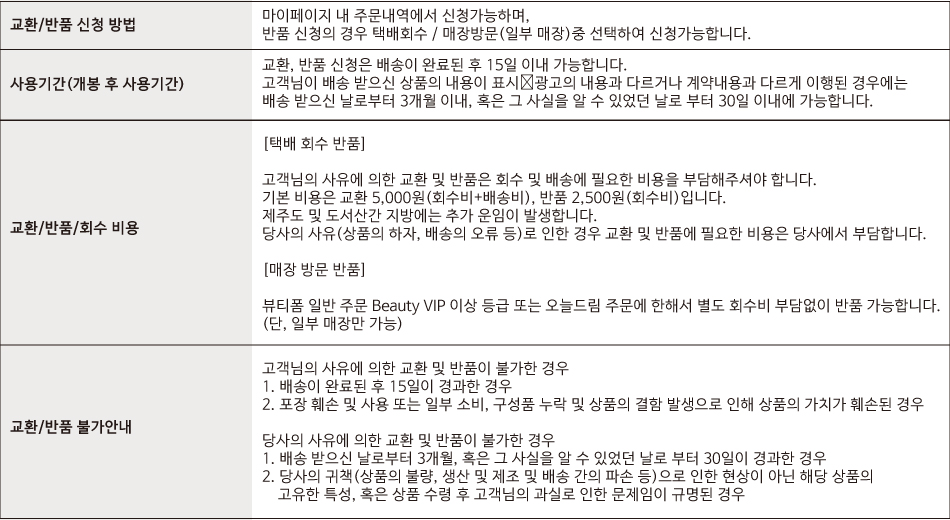 교환/반품 신청 방법
마이페이지 내 주문내역에서 신청가능하며,
반품 신청의 경우 택배회수 / 매장방문(일부 매장)중 선택하여 신청가능합니다.
사용기간(개봉 후 사용기간)
교환, 반품 신청은 배송이 완료된 후 15일 이내 가능합니다.
고객님이 배송 받으신 상품의 내용이 표시☒광고의 내용과 다르거나 계약내용과 다르게 이행된 경우에는
배송 받으신 날로부터 3개월 이내, 혹은 그 사실을 알 수 있었던 날로 부터 30일 이내에 가능합니다.
교환/반품/회수 비용
[택배 회수 반품]
고객님의 사유에 의한 교환 및 반품은 회수 및 배송에 필요한 비용을 부담해주셔야 합니다.
기본 비용은 교환 5,000원(회수비+배송비), 반품 2,500원(회수비)입니다.
제주도 및 도서산간 지방에는 추가 운임이 발생합니다.
당사의 사유(상품의 하자, 배송의 오류 등)로 인한 경우 교환 및 반품에 필요한 비용은 당사에서 부담합니다.
[매장 방문 반품]
뷰티폼 일반 주문 Beauty VIP 이상 등급 또는 오늘드림 주문에 한해서 별도 회수비 부담없이 반품 가능합니다.
(단, 일부 매장만 가능)
교환/반품 불가안내
고객님의 사유에 의한 교환 및 반품이 불가한 경우
1. 배송이 완료된 후 15일이 경과한 경우
2. 포장 훼손 및 사용 또는 일부 소비, 구성품 누락 및 상품의 결함 발생으로 인해 상품의 가치가 훼손된 경우
당사의 사유에 의한 교환 및 반품이 불가한 경우
1. 배송 받으신 날로부터 3개월, 혹은 그 사실을 알 수 있었던 날로 부터 30일이 경과한 경우
2. 당사의 귀책(상품의 불량, 생산 및 제조 및 배송 간의 파손 등)으로 인한 현상이 아닌 해당 상품의
고유한 특성, 혹은 상품 수령 후 고객님의 과실로 인한 문제임이 규명된 경우